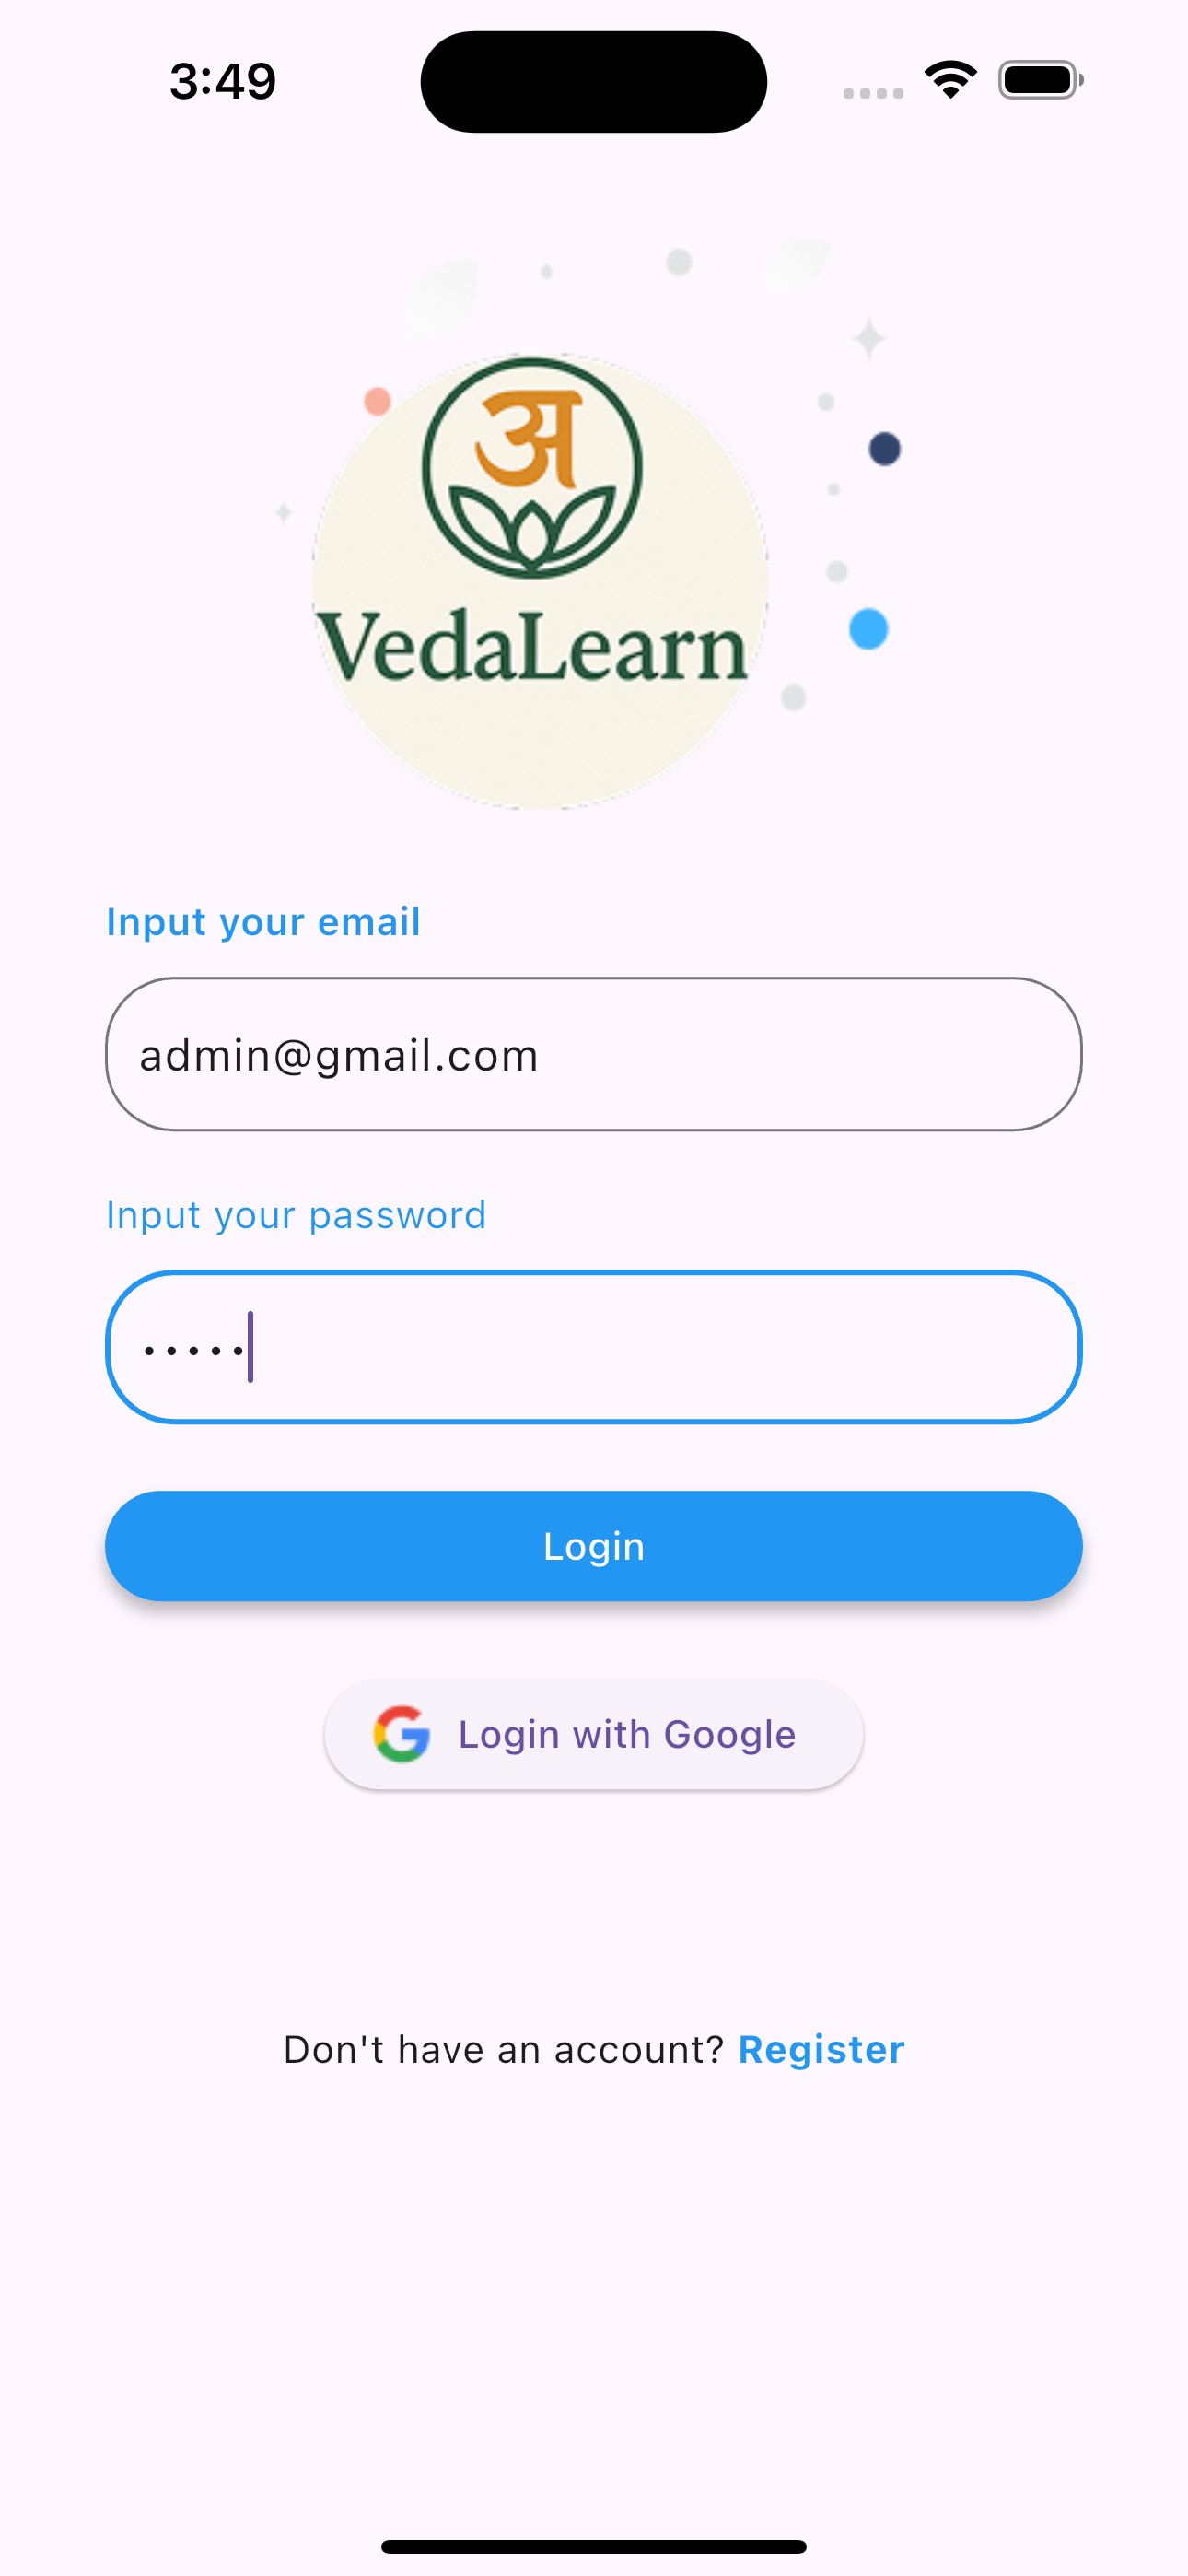 3:49
अ
VedaLearn
Input your email
admin@gmail.com
Input your password
•••••
Login
Login with Google
Don't have an account? Register